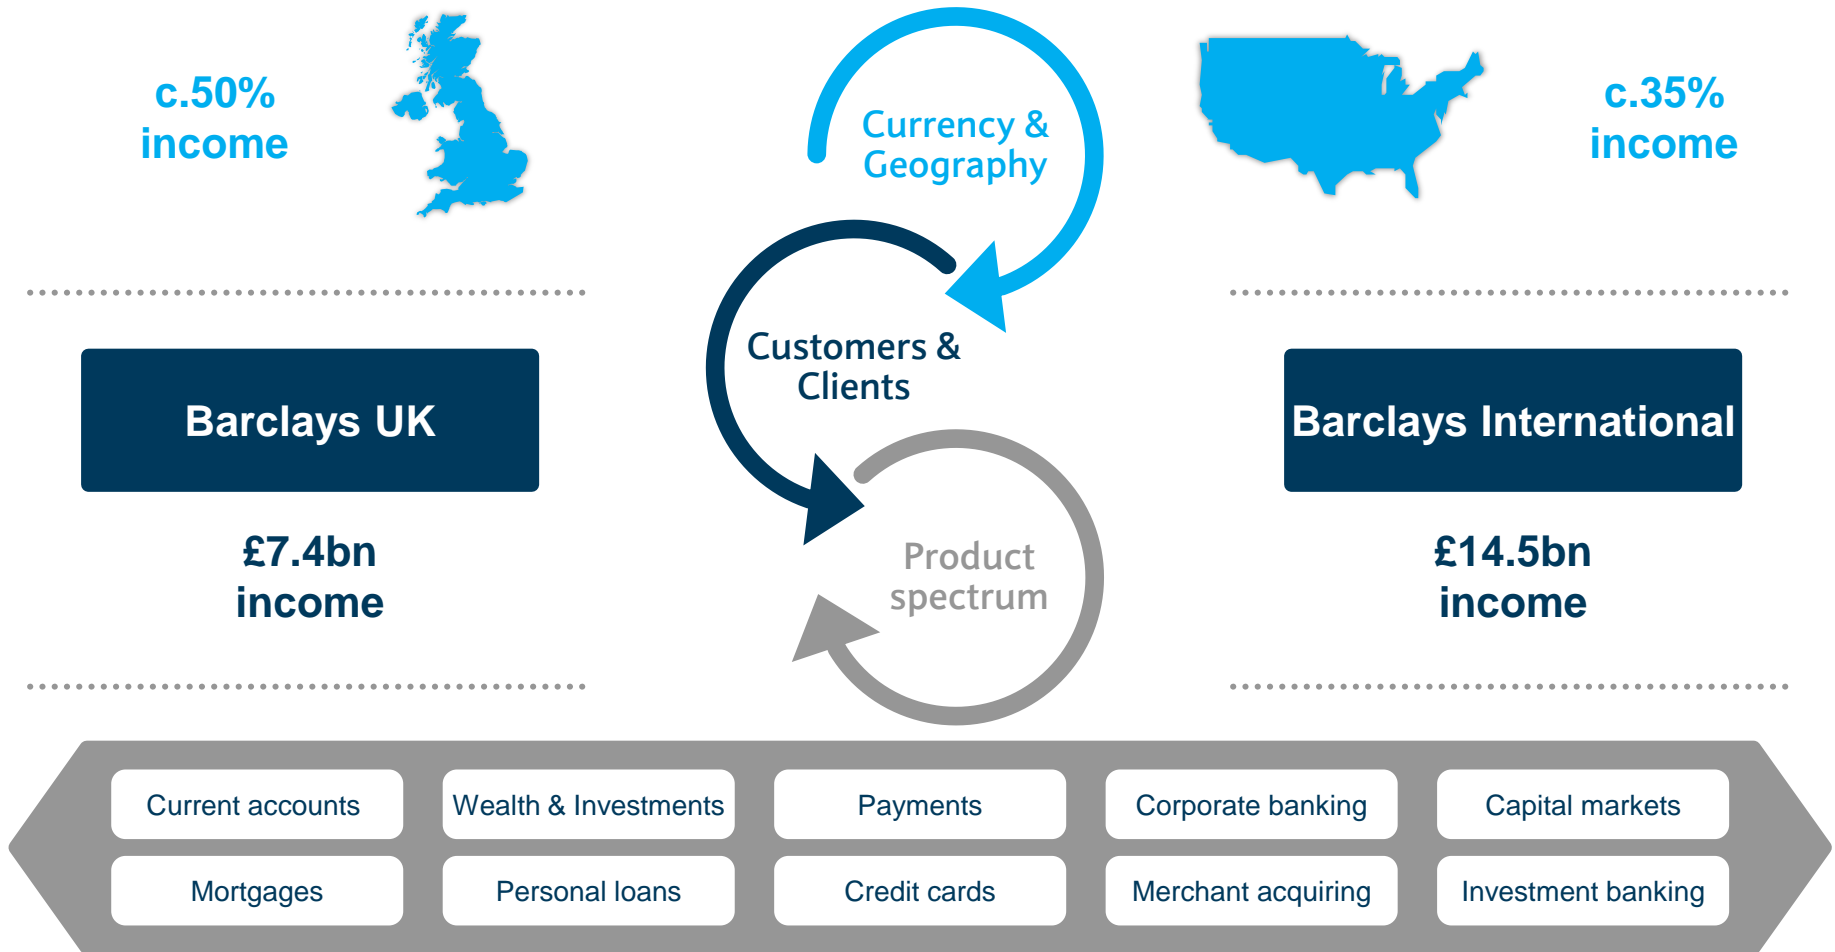 c.50%
income
Currency &
Geography
c.35%
income
Customers &
Clients
Barclays UK
Barclays International
£7.4bn
income
Product
spectrum
£14.5bn
income
Current accounts
Wealth & Investments
Payments
Corporate banking
Capital markets
Mortgages
Personal loans
Credit cards
Merchant acquiring
Investment banking